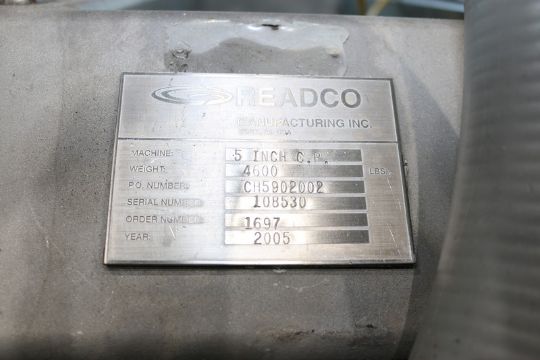 READCO
MANUFACTURING INC.
MACHINE: 5 INCH C.P.
WEIGHT: 4600 LBS.
P.O. NUMBER: CH5902002
SERIAL NUMBER: 108530
ORDER NUMBER: 1697
YEAR: 2005